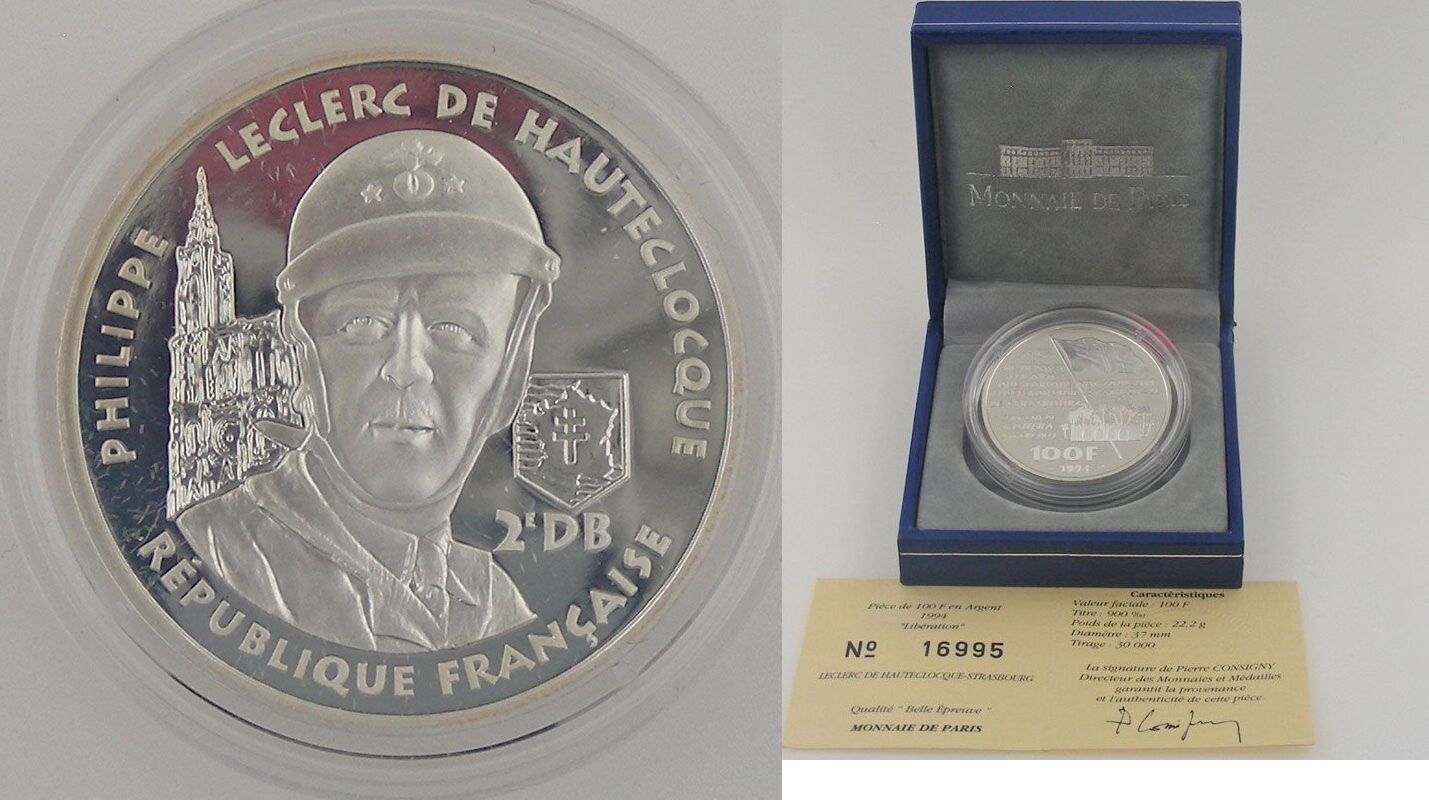 PHILIPPE LECLERC DE HAUTECLOCQUE
2E DB
RÉPUBLIQUE FRANÇAISE
MONNAIE DE PARIS
100F
1994
Pièce de 100 F en Argent
1994
"Libération"
Nº 16995
LECLERC DE HAUTECLOCQUE-STRASBOURG
Qualité " Belle Épreuve "
MONNAIE DE PARIS
Caractéristiques
Valeur faciale : 100 F
Titre : 900 ‰
Poids de la pièce : 22,2 g
Diamètre : 37 mm
Tirage : 30 000
La signature de Pierre CONSIGNY
Directeur des Monnaies et Médailles
garantit la provenance
et l'authenticité de cette pièce.